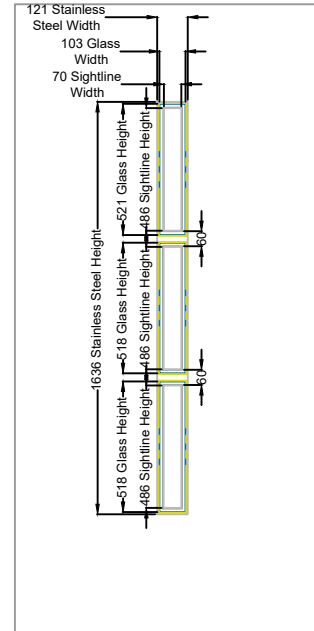 121 Stainless
Steel Width
103 Glass
Width
70 Sightline
Width
1636 Stainless Steel Height
521 Glass Height
486 Sightline Height
60
518 Glass Height
486 Sightline Height
60
518 Glass Height
486 Sightline Height